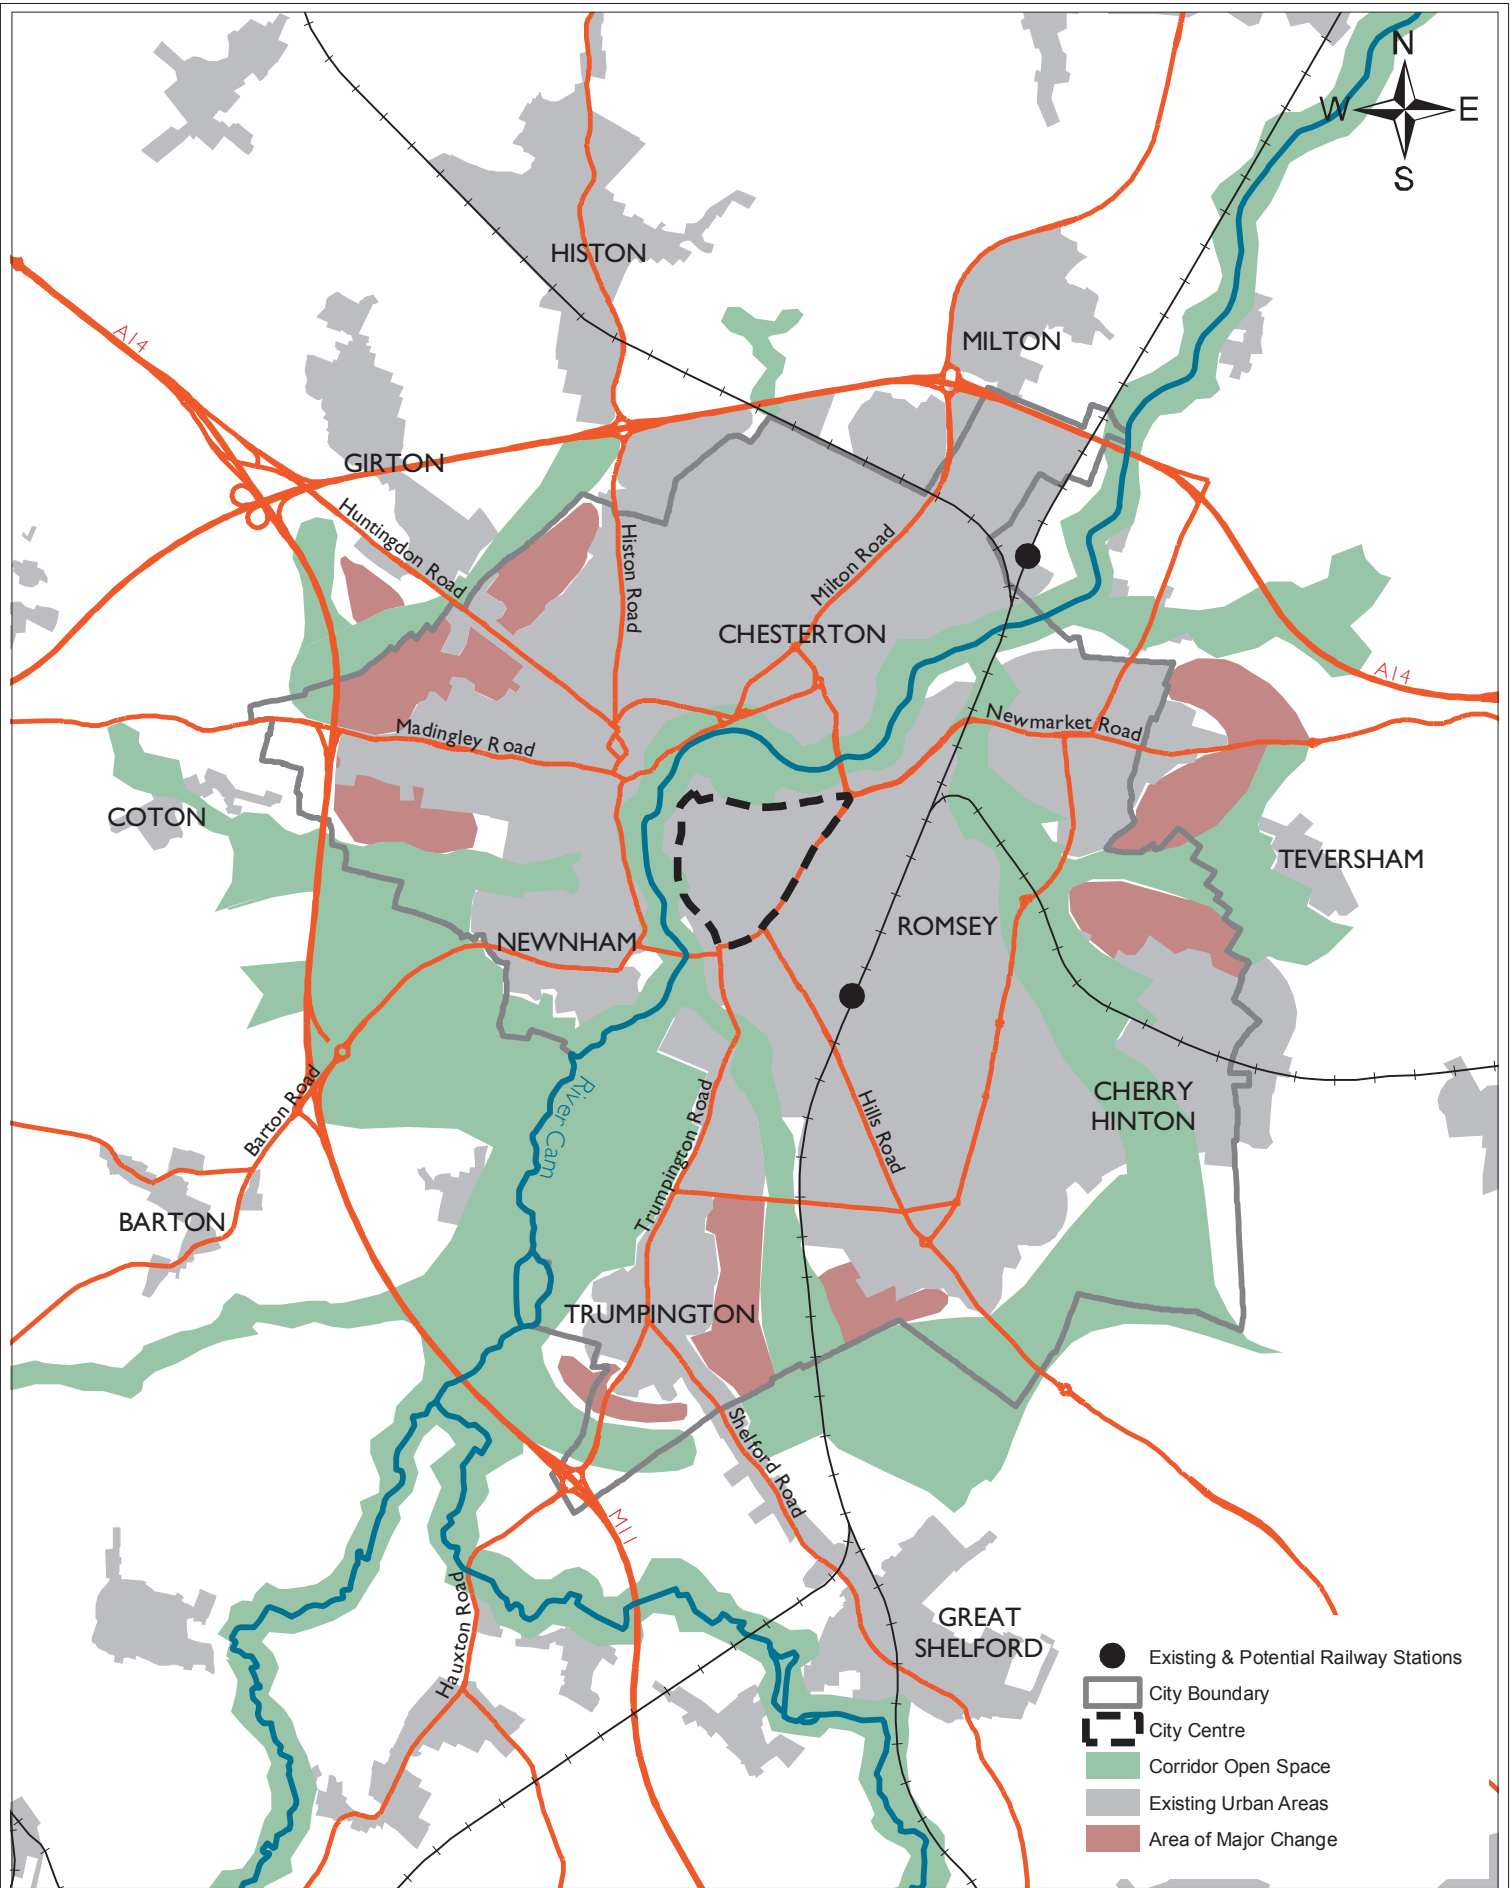 N
W
E
S
HISTON
MILTON
A14
GIRTON
Huntingdon Road
Histon Road
Milton Road
CHESTERTON
A14
Newmarket Road
Madingley Road
COTON
TEVERSHAM
NEWNHAM
ROMSEY
Barton Road
River Cam
Trumpington Road
Hills Road
CHERRY
HINTON
BARTON
TRUMPINGTON
Shelford Road
M11
Hauxton Road
GREAT
SHELFORD
Existing & Potential Railway Stations
City Boundary
City Centre
Corridor Open Space
Existing Urban Areas
Area of Major Change